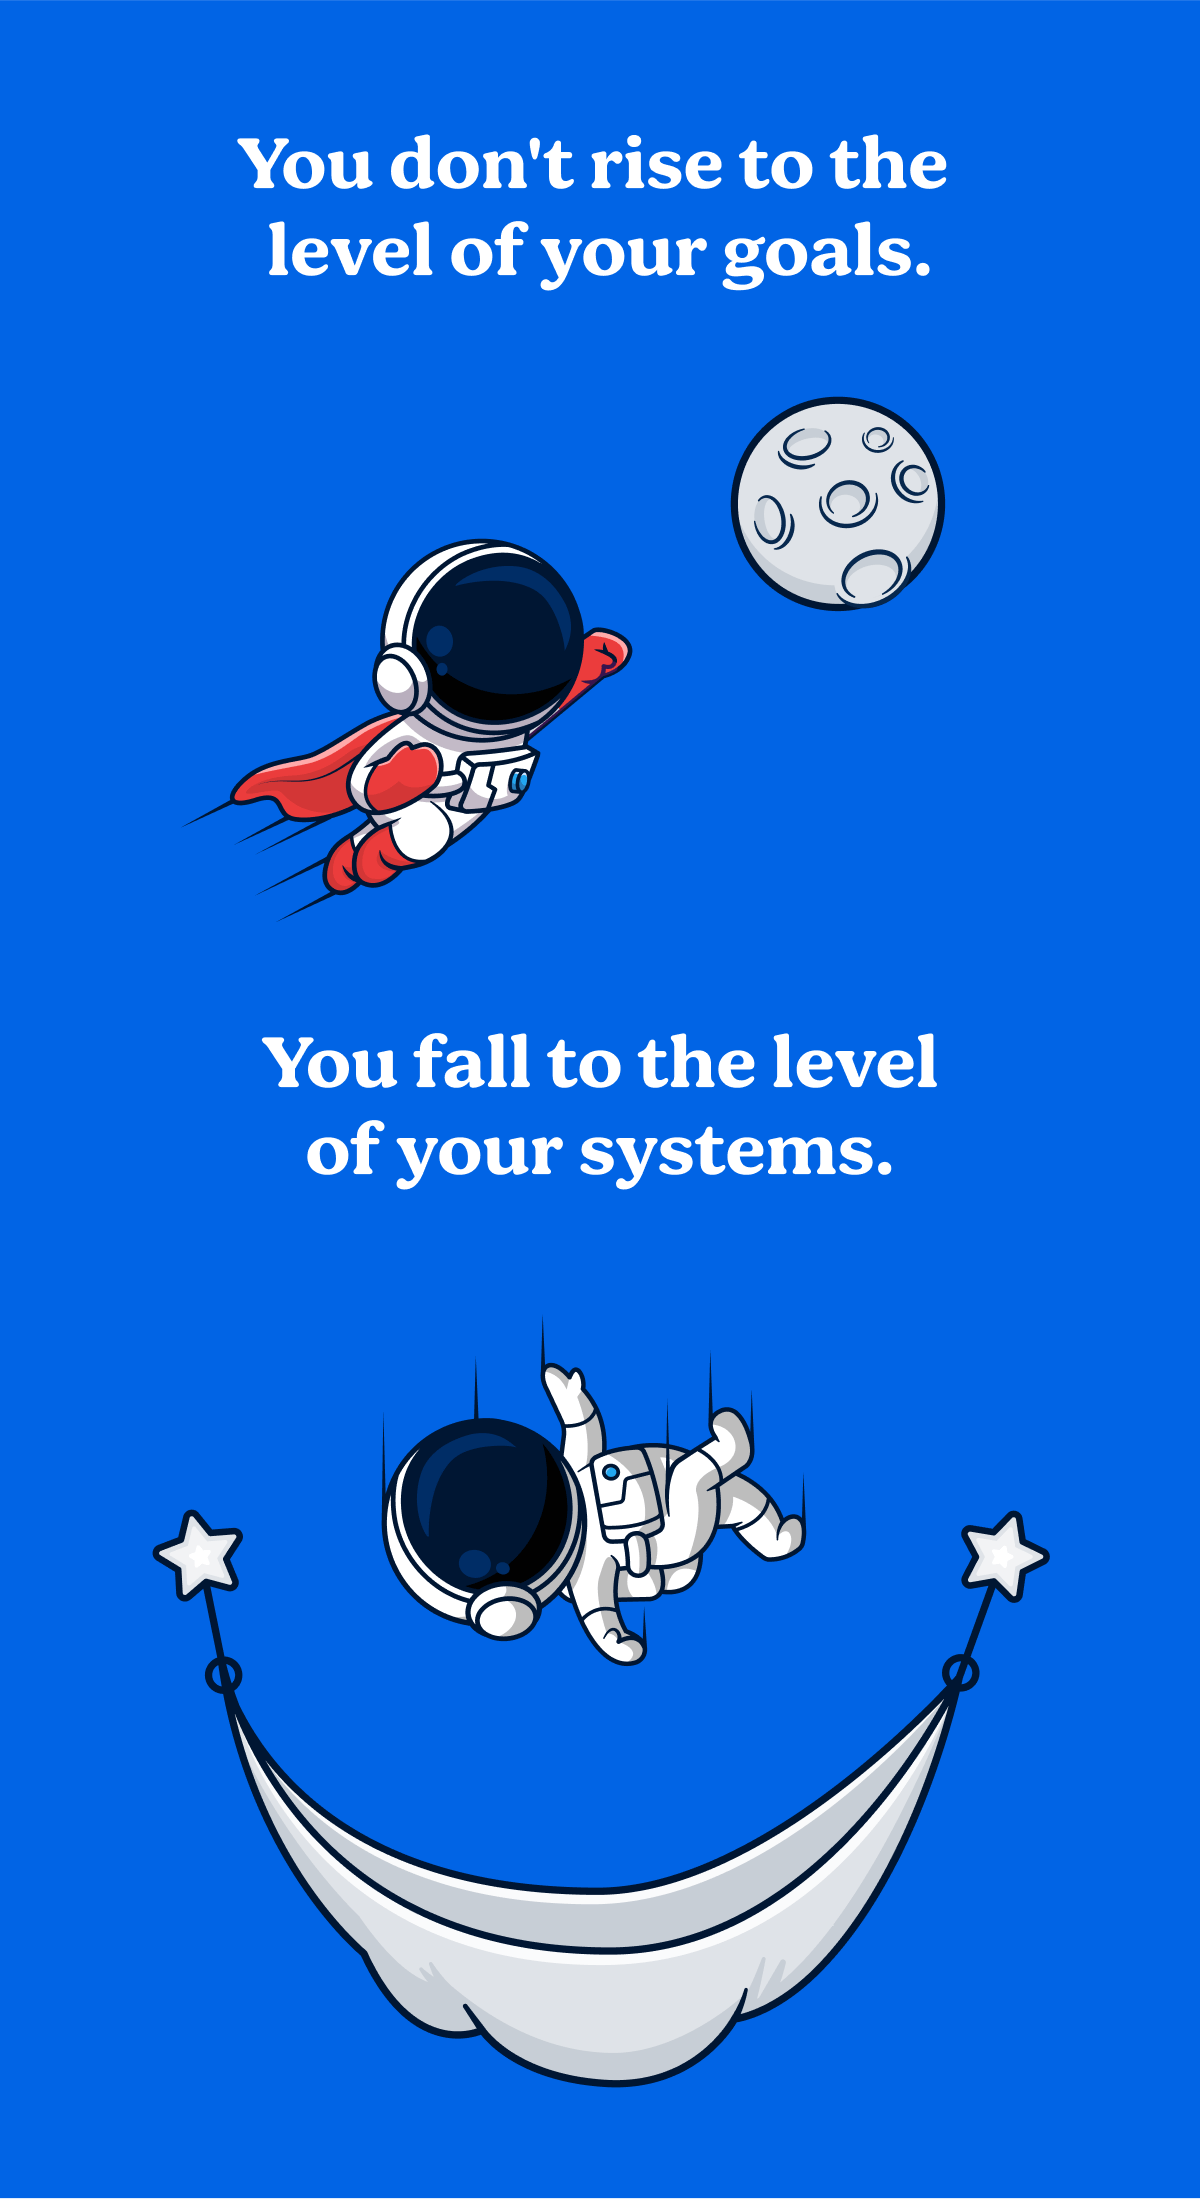 You don't rise to the
level of your goals.
You fall to the level
of your systems.